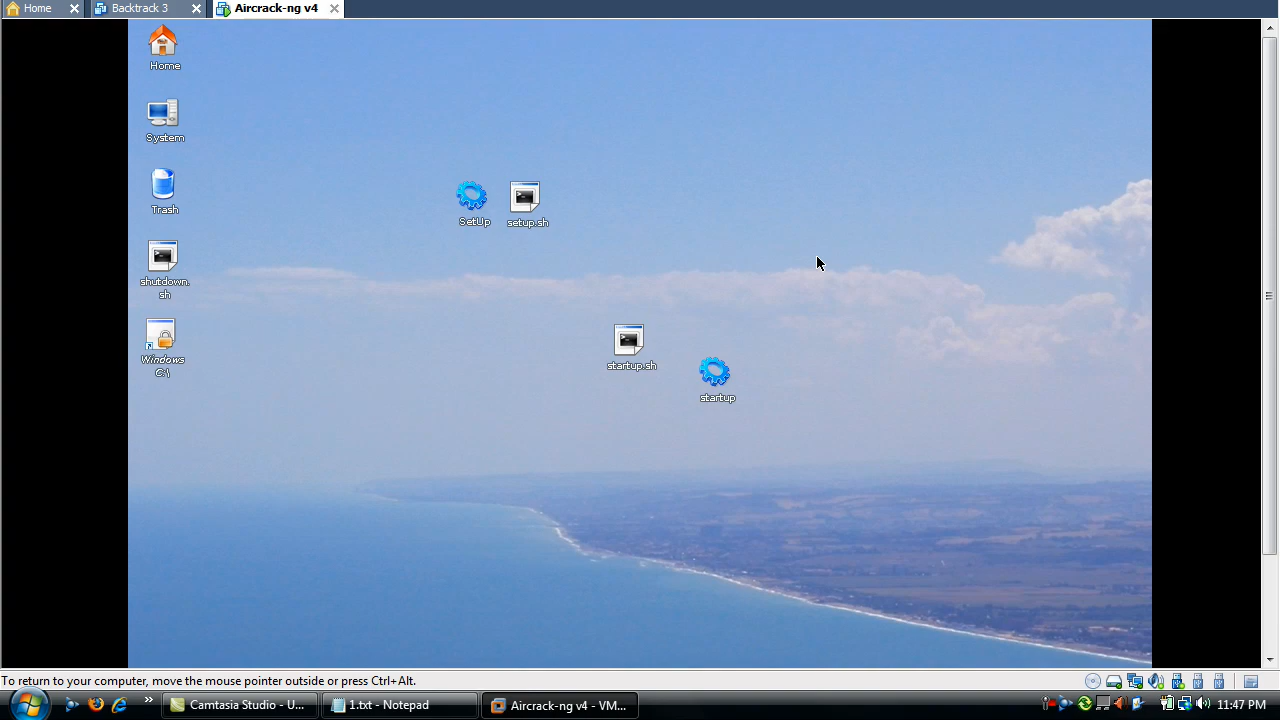 Home
Backtrack 3
Aircrack-ng v4
Home
System
Trash
shutdown.
sh
Windows
C:\
SetUp
setup.sh
startup.sh
startup
To return to your computer, move the mouse pointer outside or press Ctrl+Alt.
Camtasia Studio - U...
1.txt - Notepad
Aircrack-ng v4 - VM...
11:47 PM